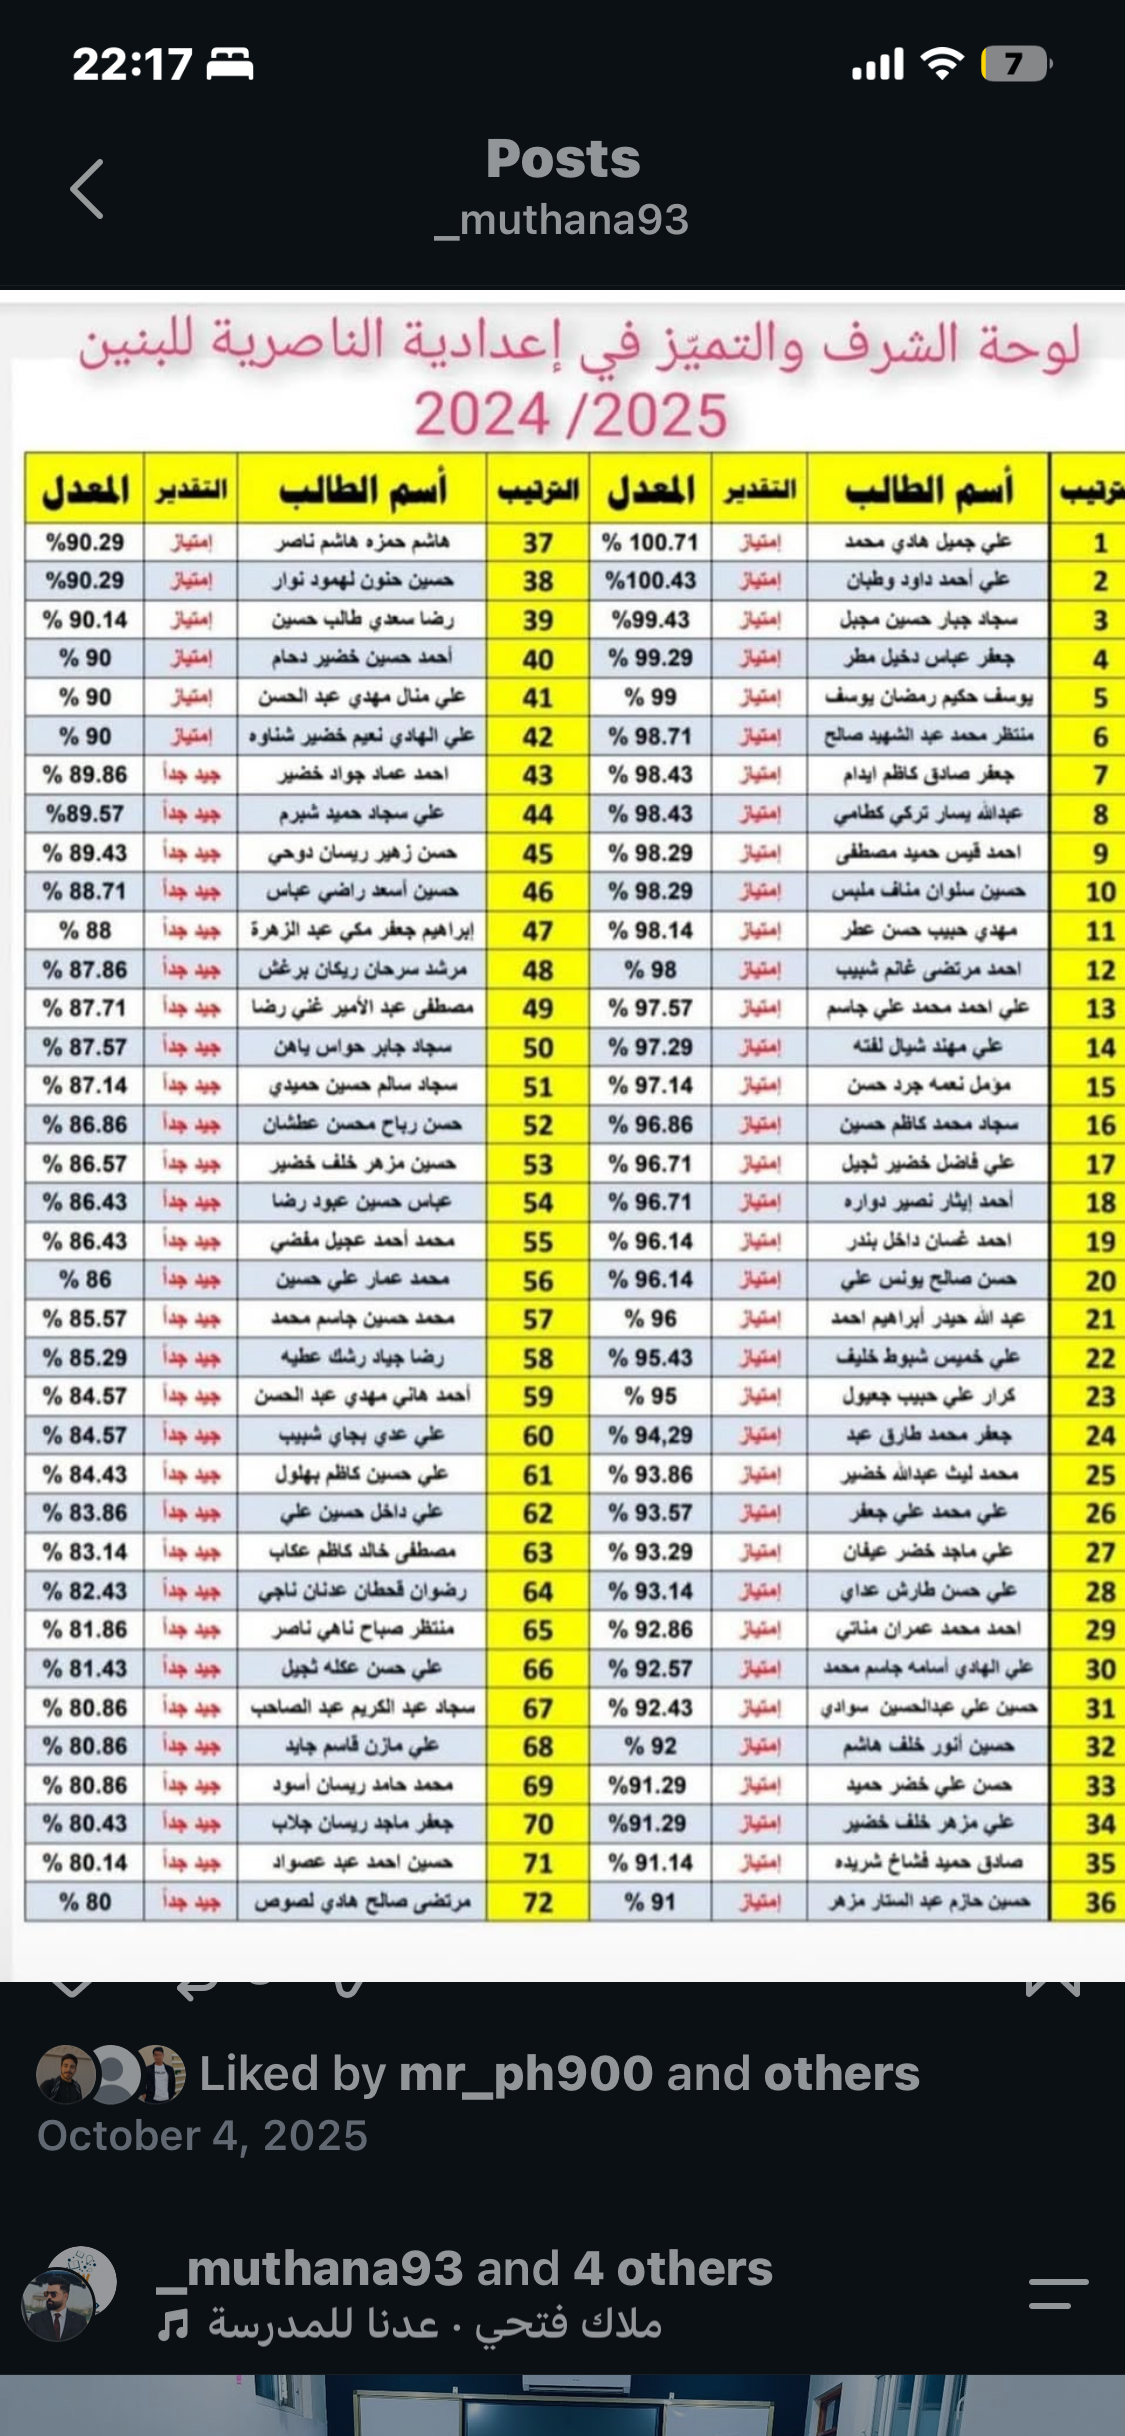 22:17
7
Posts
_muthana93
لوحة الشرف والتميّز في إعدادية الناصرية للبنين
2024 /2025
الترتيب أسم الطالب التقدير المعدل الترتيب أسم الطالب التقدير المعدل
1 علي جميل هادي محمد إمتياز 100.71 % 37 هاشم حمزه هاشم ناصر إمتياز 90.29%
2 علي أحمد داود وطبان إمتياز 100.43% 38 حسين حنون لهمود نوار إمتياز 90.29%
3 سجاد جبار حسين مجبل إمتياز 99.43% 39 رضا سعدي طالب حسين إمتياز 90.14 %
4 جعفر عباس دخيل مطر إمتياز 99.29 % 40 أحمد حسين خضير دحام إمتياز 90 %
5 يوسف حكيم رمضان يوسف إمتياز 99 % 41 علي منال مهدي عبد الحسن إمتياز 90 %
6 منتظر محمد عبد الشهيد صالح إمتياز 98.71 % 42 علي الهادي نعيم خضير شناوه إمتياز 90 %
7 جعفر صادق كاظم ايدام إمتياز 98.43 % 43 احمد عماد جواد خضير جيد جداً 89.86 %
8 عبدالله يسار تركي كطامي إمتياز 98.43 % 44 علي سجاد حميد شبرم جيد جداً 89.57%
9 احمد قيس حميد مصطفى إمتياز 98.29 % 45 حسن زهير ريسان دوحي جيد جداً 89.43 %
10 حسين سلوان مناف ملبس إمتياز 98.29 % 46 حسين أسعد راضي عباس جيد جداً 88.71 %
11 مهدي حبيب حسن عطر إمتياز 98.14 % 47 إبراهيم جعفر مكي عبد الزهرة جيد جداً 88 %
12 احمد مرتضى غانم شبيب إمتياز 98 % 48 مرشد سرحان ريكان برغش جيد جداً 87.86 %
13 علي احمد محمد علي جاسم إمتياز 97.57 % 49 مصطفى عبد الأمير غني رضا جيد جداً 87.71 %
14 علي مهند شيال لفته إمتياز 97.29 % 50 سجاد جابر حواس ياهن جيد جداً 87.57 %
15 مؤمل نعمه جرد حسن إمتياز 97.14 % 51 سجاد سالم حسين حميدي جيد جداً 87.14 %
16 سجاد محمد كاظم حسين إمتياز 96.86 % 52 حسن رباح محسن عطشان جيد جداً 86.86 %
17 علي فاضل خضير ثجيل إمتياز 96.71 % 53 حسين مزهر خلف خضير جيد جداً 86.57 %
18 أحمد إيثار نصير دواره إمتياز 96.71 % 54 عباس حسين عبود رضا جيد جداً 86.43 %
19 احمد غسان داخل بندر إمتياز 96.14 % 55 محمد أحمد عجيل مفضي جيد جداً 86.43 %
20 حسن صالح يونس علي إمتياز 96.14 % 56 محمد عمار علي حسين جيد جداً 86 %
21 عبد الله حيدر أبراهيم احمد إمتياز 96 % 57 محمد حسين جاسم محمد جيد جداً 85.57 %
22 علي خميس شبوط خليف إمتياز 95.43 % 58 رضا جياد رشك عطيه جيد جداً 85.29 %
23 كرار علي حبيب جعيول إمتياز 95 % 59 أحمد هاني مهدي عبد الحسن جيد جداً 84.57 %
24 جعفر محمد طارق عبد إمتياز 94,29 % 60 علي عدي بجاي شبيب جيد جداً 84.57 %
25 محمد ليث عبدالله خضير إمتياز 93.86 % 61 علي حسين كاظم بهلول جيد جداً 84.43 %
26 علي محمد علي جعفر إمتياز 93.57 % 62 علي داخل حسين علي جيد جداً 83.86 %
27 علي ماجد خضر عيفان إمتياز 93.29 % 63 مصطفى خالد كاظم عكاب جيد جداً 83.14 %
28 علي حسن طارش عداي إمتياز 93.14 % 64 رضوان قحطان عدنان ناجي جيد جداً 82.43 %
29 احمد محمد عمران مناتي إمتياز 92.86 % 65 منتظر صباح ناهي ناصر جيد جداً 81.86 %
30 علي الهادي أسامه جاسم محمد إمتياز 92.57 % 66 علي حسن عكله ثجيل جيد جداً 81.43 %
31 حسين علي عبدالحسين سوادي إمتياز 92.43 % 67 سجاد عبد الكريم عبد الصاحب جيد جداً 80.86 %
32 حسين أنور خلف هاشم إمتياز 92 % 68 علي مازن قاسم جايد جيد جداً 80.86 %
33 حسن علي خضر حميد إمتياز 91.29% 69 محمد حامد ريسان أسود جيد جداً 80.86 %
34 علي مزهر خلف خضير إمتياز 91.29% 70 جعفر ماجد ريسان جلاب جيد جداً 80.43 %
35 صادق حميد فشاخ شريده إمتياز 91.14 % 71 حسين احمد عبد عصواد جيد جداً 80.14 %
36 حسين حازم عبد الستار مزهر إمتياز 91 % 72 مرتضى صالح هادي لصوص جيد جداً 80 %
Liked by mr_ph900 and others
October 4, 2025
_muthana93 and 4 others
ملاك فتحي · عدنا للمدرسة